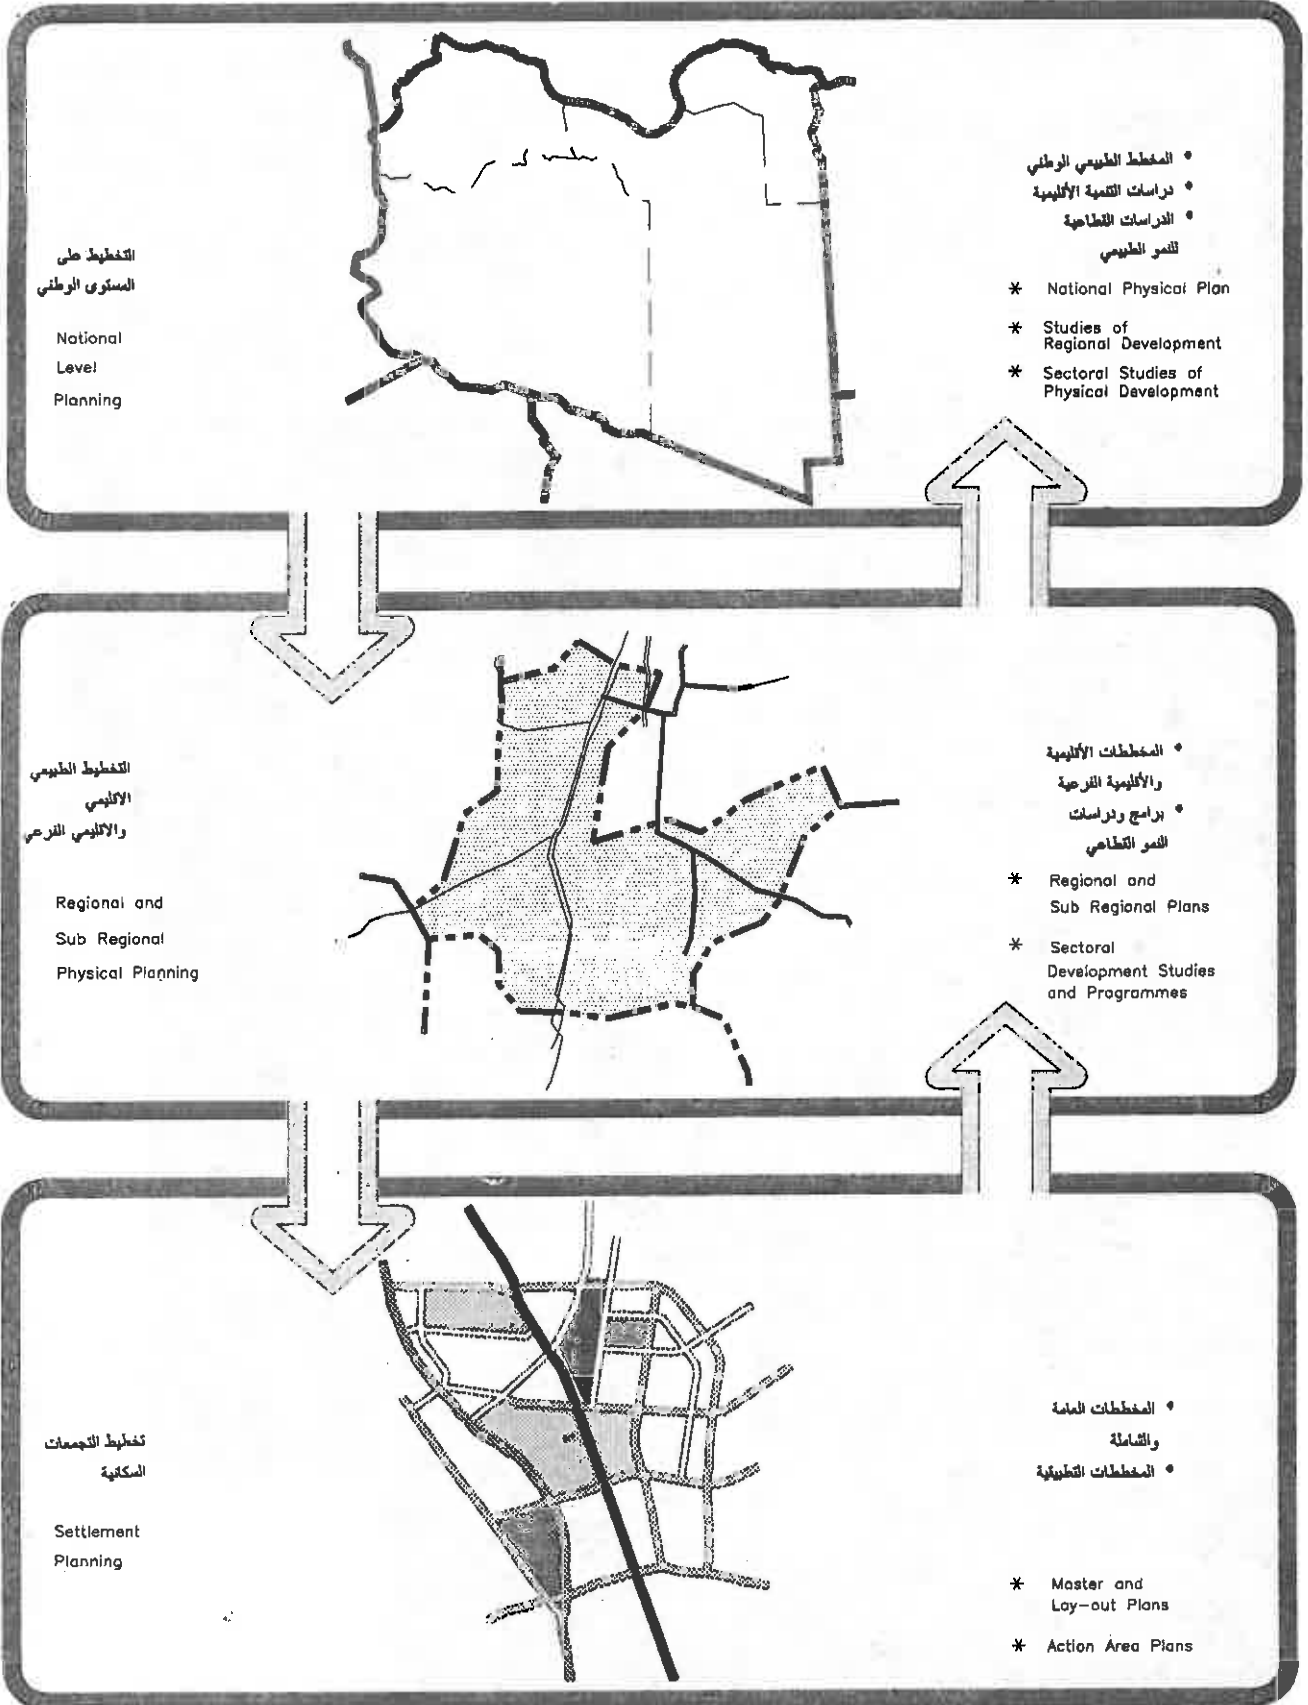 التخطيط على
المستوى الوطني
National
Level
Planning
• المخطط الطبيعي الوطني
• دراسات التنمية الأقليمية
• الدراسات القطاعية
للنمو الطبيعي
* National Physical Plan
* Studies of
Regional Development
* Sectoral Studies of
Physical Development
التخطيط الطبيعي
الاقليمي
والاقليمي الفرعي
Regional and
Sub Regional
Physical Planning
• المخططات الأقليمية
والأقليمية الفرعية
• برامج ودراسات
النمو القطاعي
* Regional and
Sub Regional Plans
* Sectoral
Development Studies
and Programmes
تخطيط التجمعات
السكانية
Settlement
Planning
• المخططات العامة
والشاملة
• المخططات التطبيقية
* Master and
Lay-out Plans
* Action Area Plans